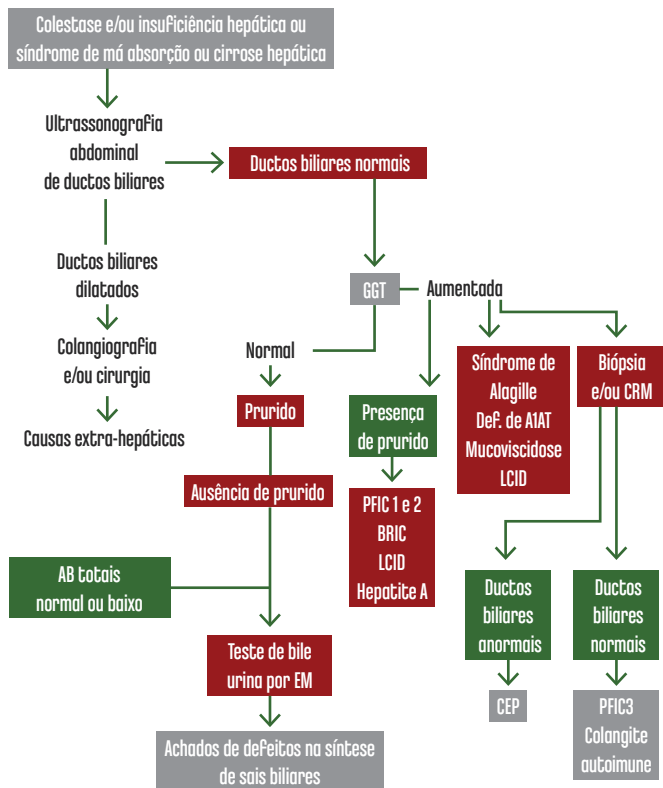 Colestase e/ou insuficiência hepática ou
síndrome de má absorção ou cirrose hepática
Ultrassonografia
abdominal
de ductos biliares
Ductos biliares normais
Ductos biliares
dilatados
Colangiografia
e/ou cirurgia
Causas extra-hepáticas
GGT
Aumentada
Normal
Prurido
Ausência de prurido
AB totais
normal ou baixo
Teste de bile
urina por EM
Achados de defeitos na síntese
de sais biliares
Presença
de prurido
PFIC 1 e 2
BRIC
LCID
Hepatite A
Síndrome de
Alagille
Def. de A1AT
Mucoviscidose
LCID
Biópsia
e/ou CRM
Ductos
biliares
anormais
CEP
Ductos
biliares
normais
PFIC3
Colangite
autoimune